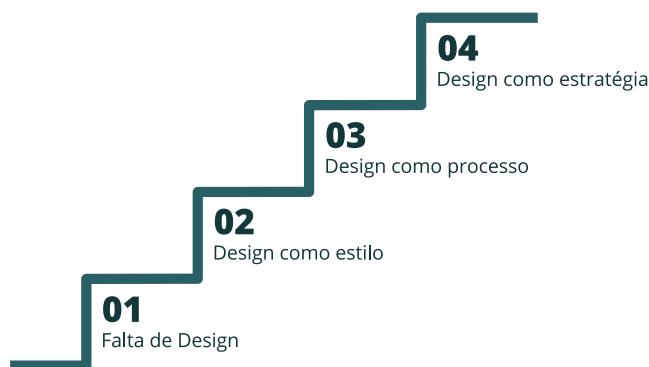 04
Design como estratégia
03
Design como processo
02
Design como estilo
01
Falta de Design